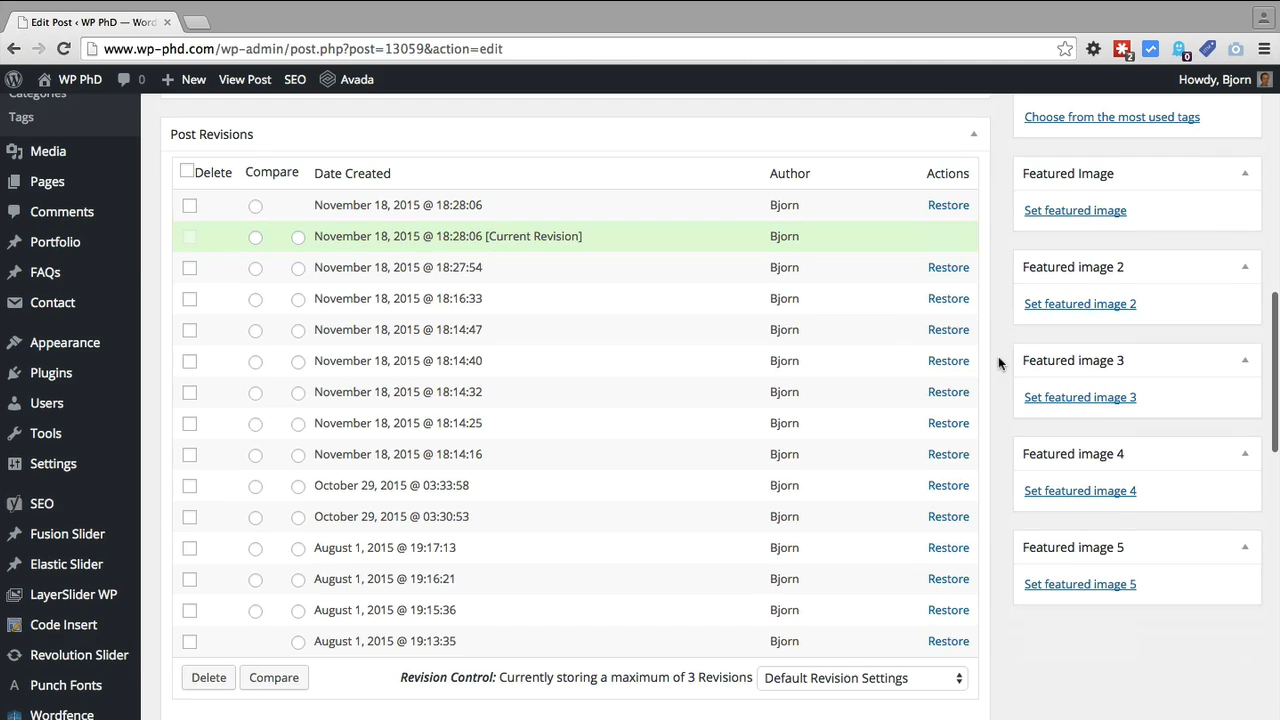 Edit Post ‹ WP PhD — Word
www.wp-phd.com/wp-admin/post.php?post=13059&action=edit
2
0
WP PhD 0 New View Post SEO Avada Howdy, Bjorn
Categories
Tags
Media
Pages
Comments
Portfolio
FAQs
Contact
Appearance
Plugins
Users
Tools
Settings
SEO
Fusion Slider
Elastic Slider
LayerSlider WP
Code Insert
Revolution Slider
Punch Fonts
Wordfence
Post Revisions
Delete Compare Date Created Author Actions
November 18, 2015 @ 18:28:06 Bjorn Restore
November 18, 2015 @ 18:28:06 [Current Revision] Bjorn
November 18, 2015 @ 18:27:54 Bjorn Restore
November 18, 2015 @ 18:16:33 Bjorn Restore
November 18, 2015 @ 18:14:47 Bjorn Restore
November 18, 2015 @ 18:14:40 Bjorn Restore
November 18, 2015 @ 18:14:32 Bjorn Restore
November 18, 2015 @ 18:14:25 Bjorn Restore
November 18, 2015 @ 18:14:16 Bjorn Restore
October 29, 2015 @ 03:33:58 Bjorn Restore
October 29, 2015 @ 03:30:53 Bjorn Restore
August 1, 2015 @ 19:17:13 Bjorn Restore
August 1, 2015 @ 19:16:21 Bjorn Restore
August 1, 2015 @ 19:15:36 Bjorn Restore
August 1, 2015 @ 19:13:35 Bjorn Restore
Delete Compare Revision Control: Currently storing a maximum of 3 Revisions Default Revision Settings
Choose from the most used tags
Featured Image
Set featured image
Featured image 2
Set featured image 2
Featured image 3
Set featured image 3
Featured image 4
Set featured image 4
Featured image 5
Set featured image 5